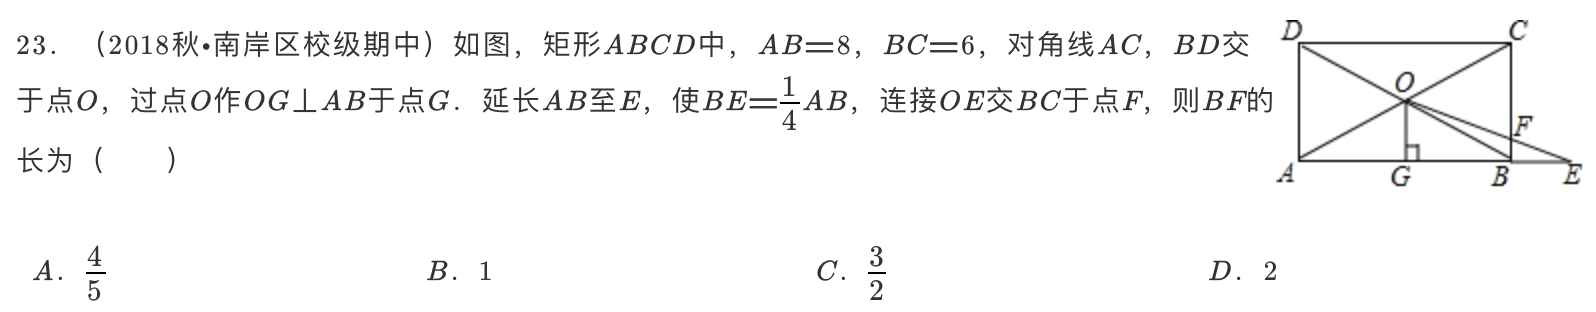 23. （2018秋•南岸区校级期中）如图，矩形ABCD中，AB=8，BC=6，对角线AC，BD交
于点O，过点O作OG⊥AB于点G．延长AB至E，使BE=1/4AB，连接OE交BC于点F，则BF的
长为（　　）
D C
O
F
A G B E
A. 4/5 B. 1 C. 3/2 D. 2